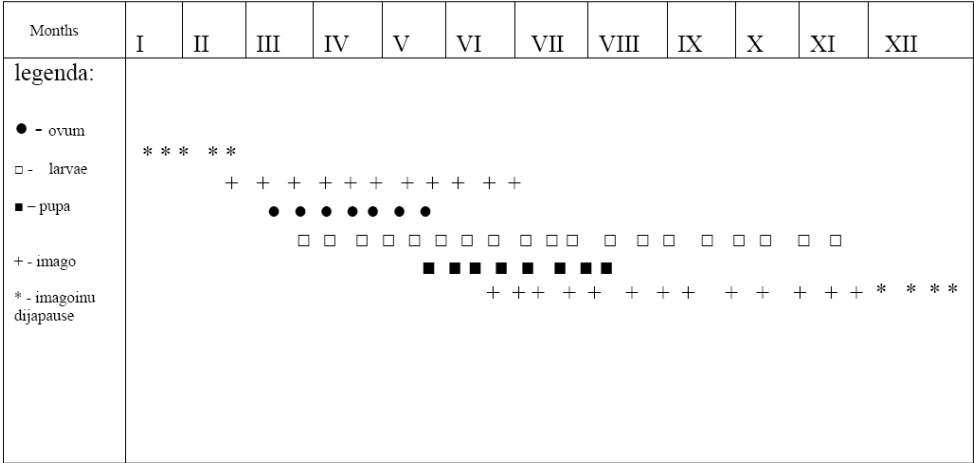 Months I II III IV V VI VII VIII IX X XI XII
legenda:
● - ovum
* * * * *
□ - larvae
+ + + + + + + + + + +
■ – pupa
● ● ● ● ● ● ●
□ □ □ □ □ □ □ □ □ □ □ □ □ □ □ □ □ □ □
+ - imago
■ ■ ■ ■ ■ ■ ■ ■
* - imagoinu
+ + + + + + + + + + + + + * * * *
dijapause